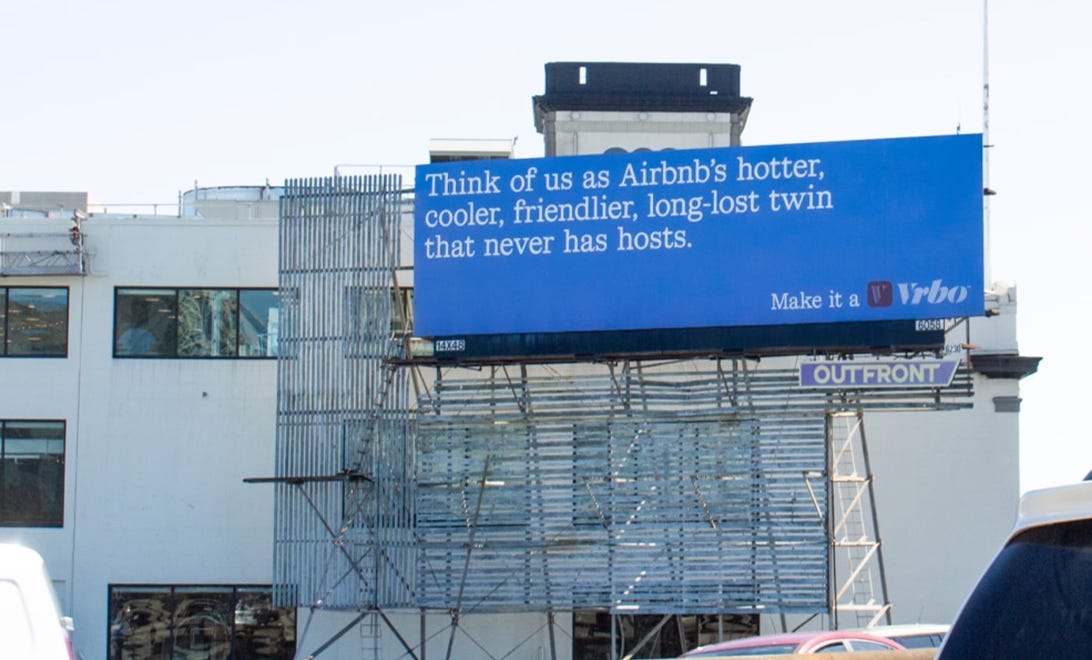 Think of us as Airbnb's hotter,
cooler, friendlier, long-lost twin
that never has hosts.
Make it a Vrbo
6058
14X48
OUTFRONT